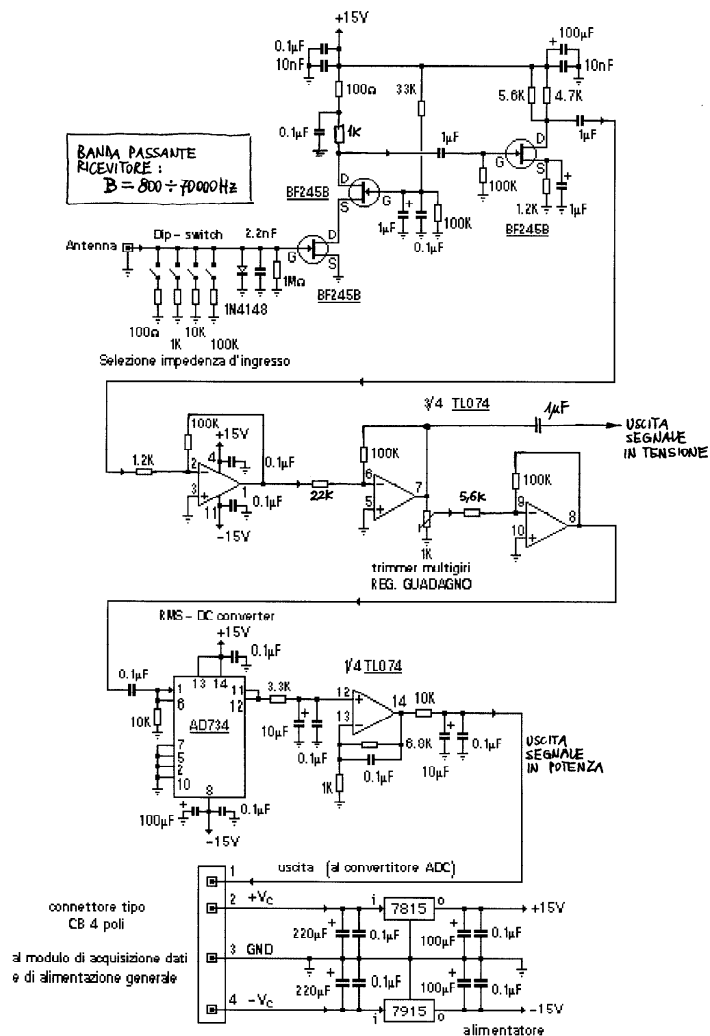 +15V
0.1µF
10nF
100Ω
0.1µF
1K
33K
100µF
+
10nF
5.6K
4.7K
1µF
1µF
BANDA PASSANTE
RICEVITORE :
B = 800 ÷ 70000 Hz
D
S
G
BF245B
+
1µF
0.1µF
100K
100K
G
D
S
1.2K
+
1µF
BF245B
Antenna
Dip - switch
2.2nF
G
D
S
BF245B
1MΩ
1N4148
100Ω
1K
10K
100K
Selezione impedenza d'ingresso
3/4 TL074
1µF
USCITA
SEGNALE
IN TENSIONE
1.2K
100K
+15V
4
0.1µF
2
3
1
11
0.1µF
-15V
22K
100K
6
5
7
1K
trimmer multigiri
REG. GUADAGNO
5,6K
100K
9
10
8
RMS - DC converter
+15V
0.1µF
13
14
0.1µF
10K
1
6
7
5
2
10
AD734
11
12
8
100µF
+
0.1µF
-15V
3.3K
+
10µF
0.1µF
1/4 TL074
12
13
14
6.8K
0.1µF
1K
10K
+
10µF
0.1µF
USCITA
SEGNALE
IN POTENZA
connettore tipo
CB 4 poli
al modulo di acquisizione dati
e di alimentazione generale
1
uscita (al convertitore ADC)
2
+Vc
3
GND
4
-Vc
220µF
+
0.1µF
i
7815
o
+
100µF
0.1µF
+15V
220µF
+
0.1µF
i
7915
o
+
100µF
0.1µF
-15V
alimentatore